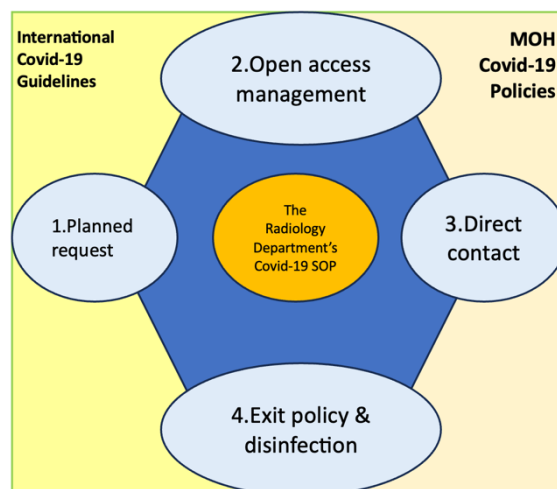 International
Covid-19
Guidelines
MOH
Covid-19
Policies
2.Open access
management
1.Planned
request
The
Radiology
Department's
Covid-19 SOP
3.Direct
contact
4.Exit policy &
disinfection